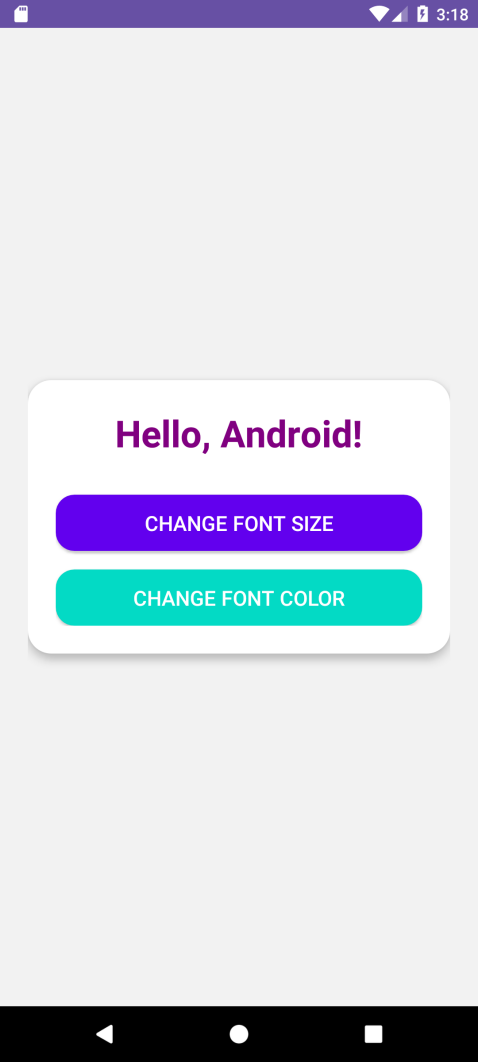 3:18
Hello, Android!
CHANGE FONT SIZE
CHANGE FONT COLOR